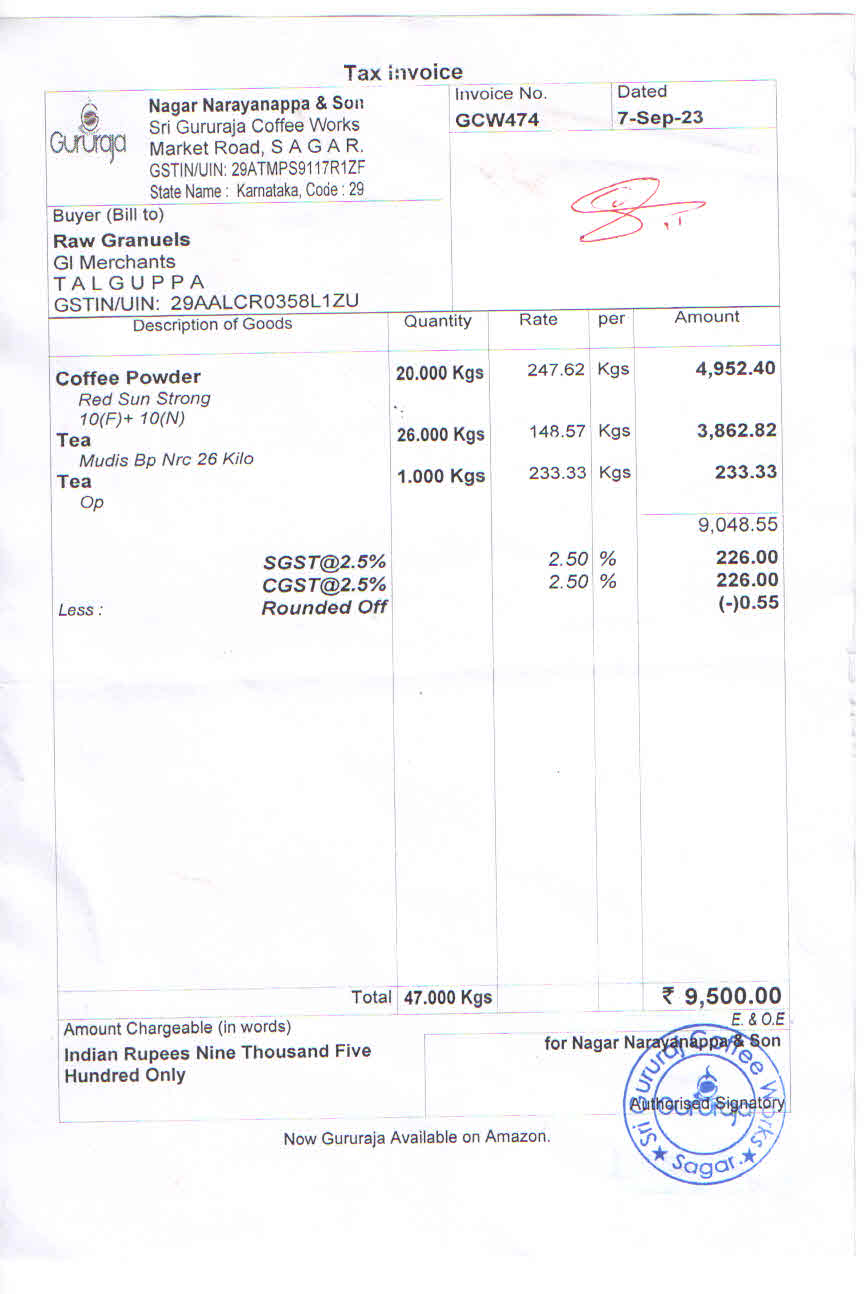 Tax invoice
Gururaja
Nagar Narayanappa & Son
Sri Gururaja Coffee Works
Market Road, S A G A R.
GSTIN/UIN: 29ATMPS9117R1ZF
State Name : Karnataka, Code : 29
Invoice No.
GCW474
Dated
7-Sep-23
Buyer (Bill to)
Raw Granuels
GI Merchants
T A L G U P P A
GSTIN/UIN: 29AALCR0358L1ZU
Description of Goods Quantity Rate per Amount
Coffee Powder 20.000 Kgs 247.62 Kgs 4,952.40
Red Sun Strong
10(F)+ 10(N)
Tea 26.000 Kgs 148.57 Kgs 3,862.82
Mudis Bp Nrc 26 Kilo
Tea 1.000 Kgs 233.33 Kgs 233.33
Op
9,048.55
SGST@2.5% 2.50 % 226.00
CGST@2.5% 2.50 % 226.00
Less : Rounded Off (-)0.55
Total 47.000 Kgs ₹ 9,500.00
E. & O.E
Amount Chargeable (in words)
Indian Rupees Nine Thousand Five
Hundred Only
for Nagar Narayanappa & Son
Authorised Signatory
Sri Gururaj Coffee Works
Gururaja
★ Sagar. ★
Now Gururaja Available on Amazon.